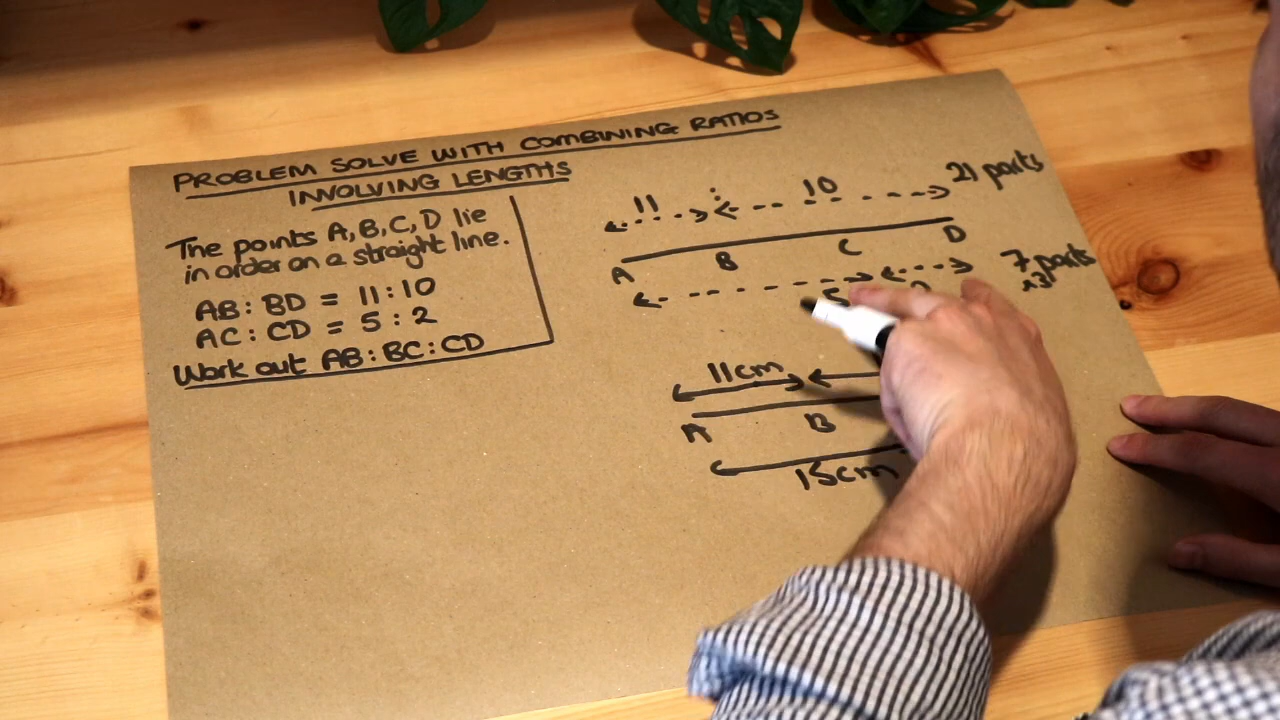 PROBLEM SOLVE WITH COMBINING RATIOS
INVOLVING LENGTHS
The points A, B, C, D lie
in order on a straight line.
AB : BD = 11 : 10
AC : CD = 5 : 2
Work out AB : BC : CD
11 : 10 21 parts
A B C D
5 7 parts
×3
11cm
A B
15cm